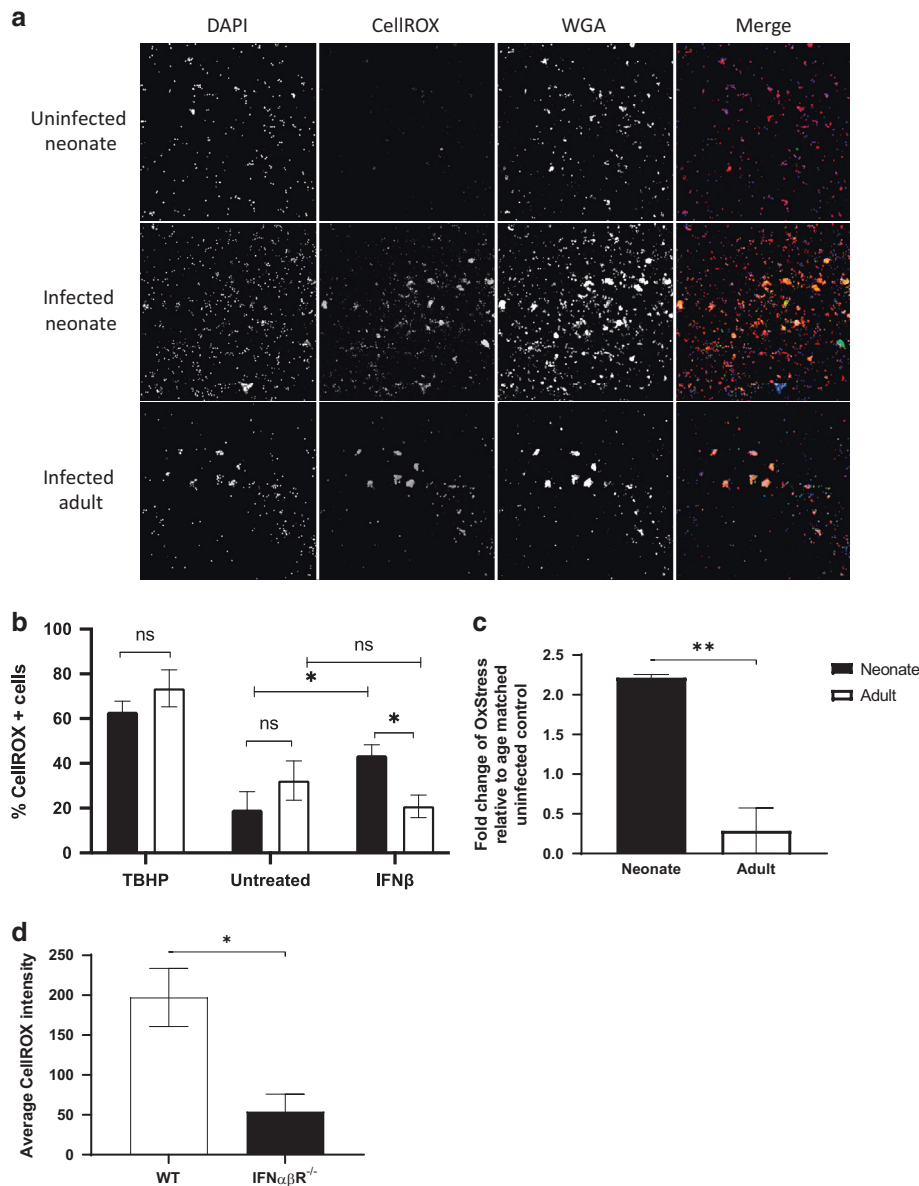 a
DAPI CellROX WGA Merge
Uninfected
neonate
Infected
neonate
Infected
adult
b
% CellROX + cells
100
80
60
40
20
0
ns
ns
*
ns
*
TBHP Untreated IFNβ
c
Fold change of OxStress
relative to age matched
uninfected control
2.5
2.0
1.5
1.0
0.5
0.0
**
Neonate Adult
Neonate
Adult
d
Average CellROX intensity
250
200
150
100
50
0
*
WT IFNαβR-/-